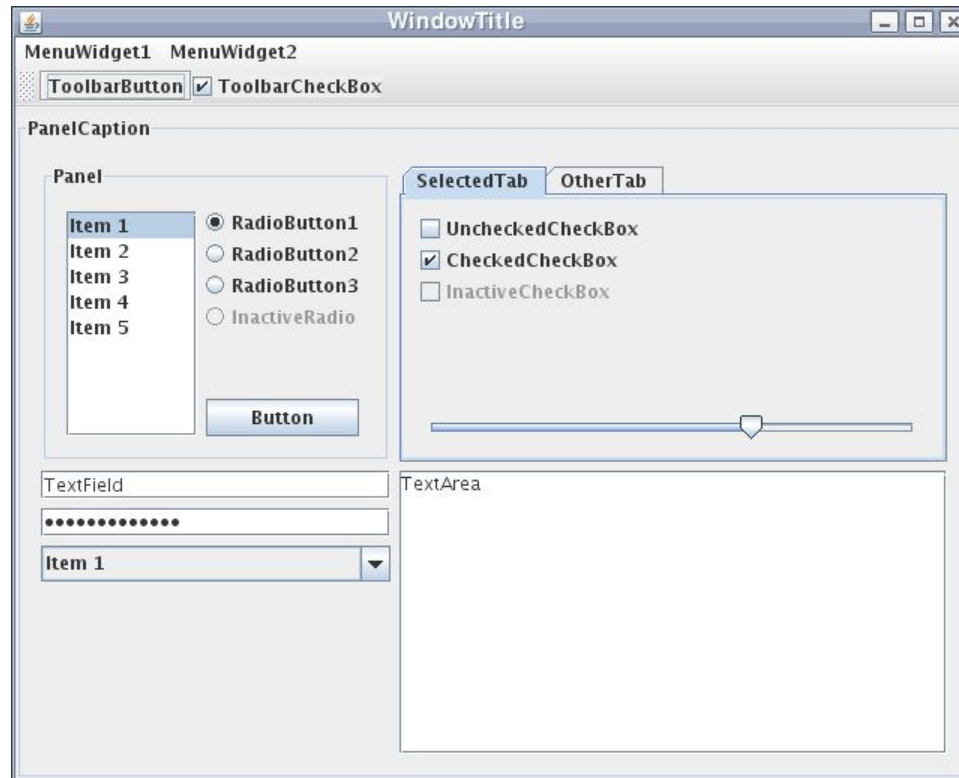 WindowTitle
MenuWidget1 MenuWidget2
ToolbarButton ToolbarCheckBox
PanelCaption
Panel
Item 1
Item 2
Item 3
Item 4
Item 5
RadioButton1
RadioButton2
RadioButton3
InactiveRadio
Button
SelectedTab OtherTab
UncheckedCheckBox
CheckedCheckBox
InactiveCheckBox
TextField
•••••••••••••
Item 1
TextArea